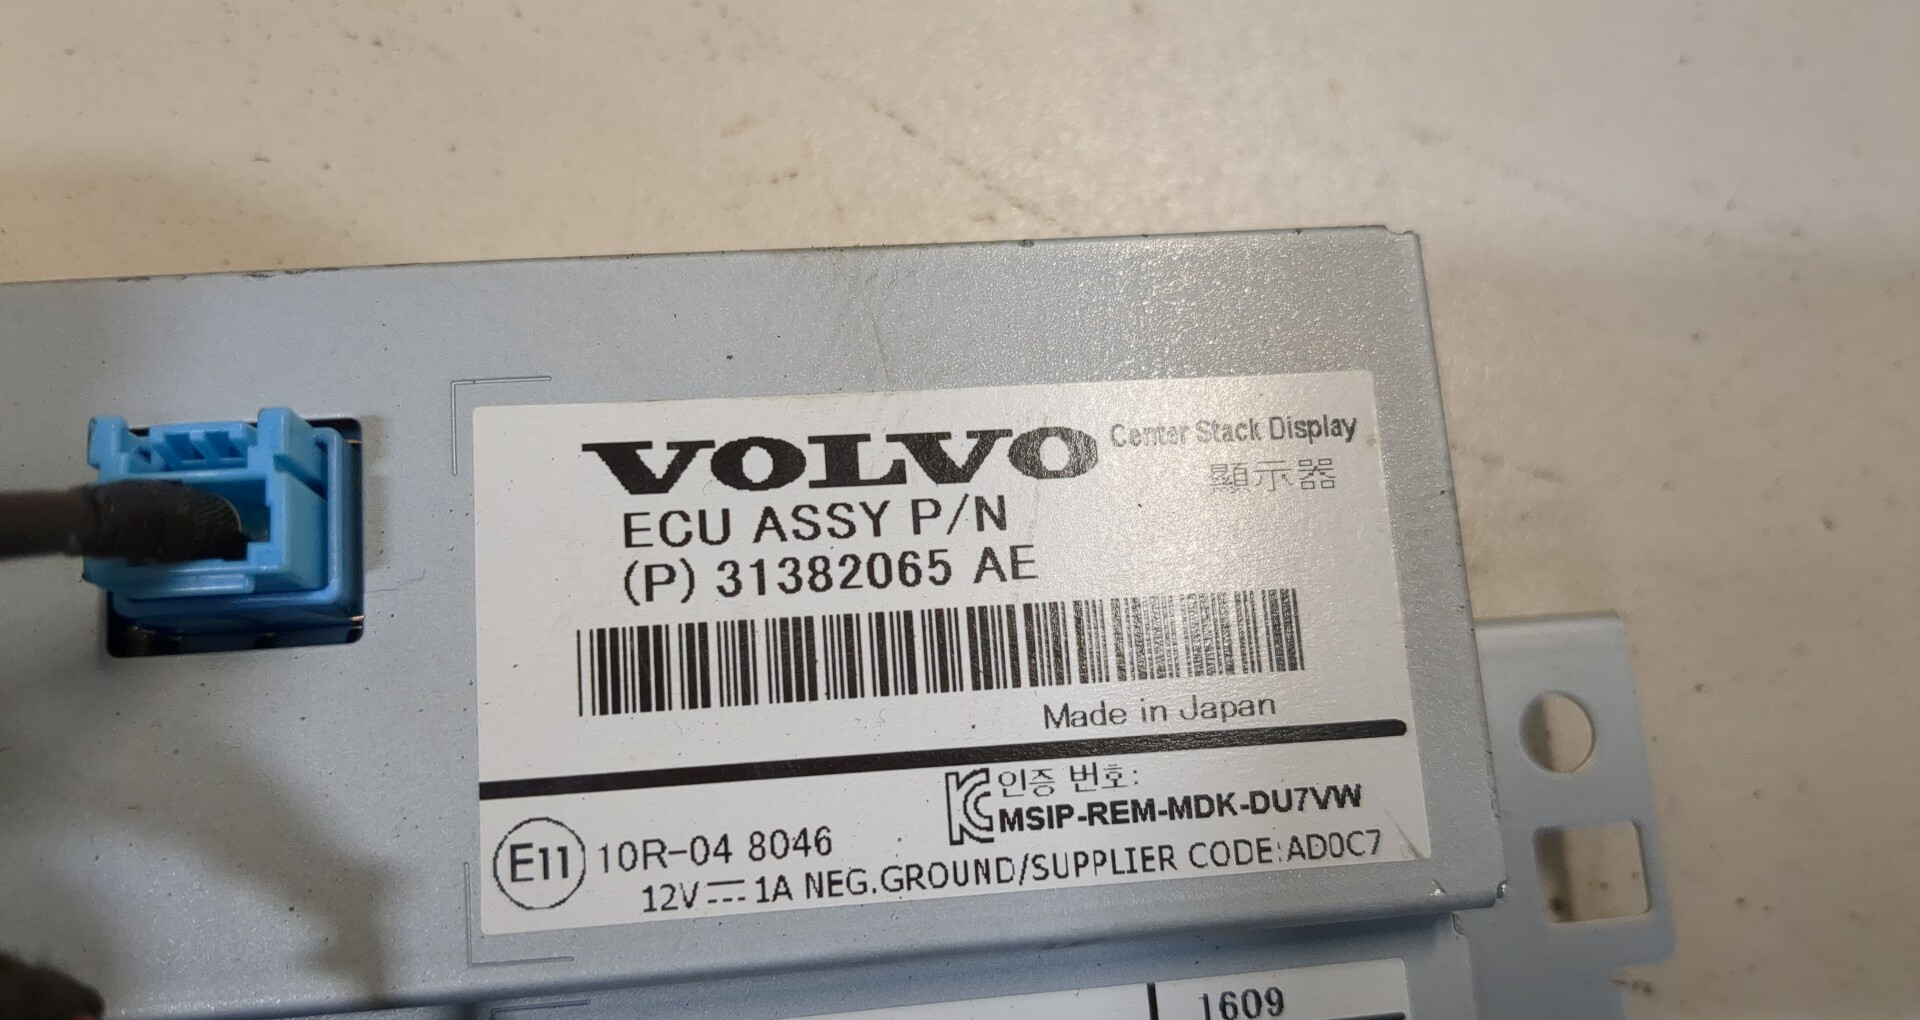 VOLVO Center Stack Display
顯示器
ECU ASSY P/N
(P) 31382065 AE
Made in Japan
인증 번호:
MSIP-REM-MDK-DU7VW
E11 10R-04 8046
12V 1A NEG.GROUND/SUPPLIER CODE:AD0C7
1609